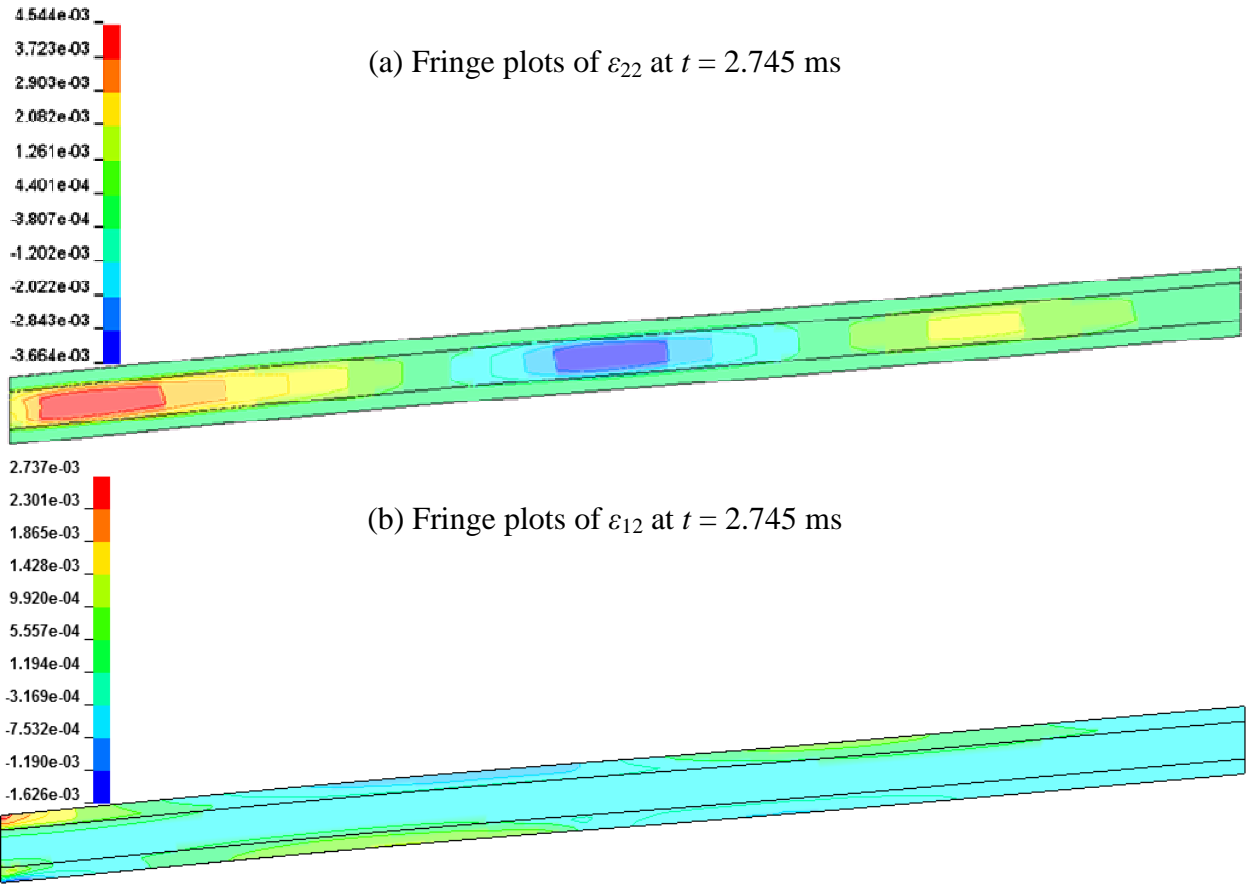 4.544e-03
3.723e-03
(a) Fringe plots of ε22 at t = 2.745 ms
2.903e-03
2.082e-03
1.261e-03
4.401e-04
-3.807e-04
-1.202e-03
-2.022e-03
-2.843e-03
-3.664e-03
2.737e-03
2.301e-03
(b) Fringe plots of ε12 at t = 2.745 ms
1.865e-03
1.428e-03
9.920e-04
5.557e-04
1.194e-04
-3.169e-04
-7.532e-04
-1.190e-03
-1.626e-03